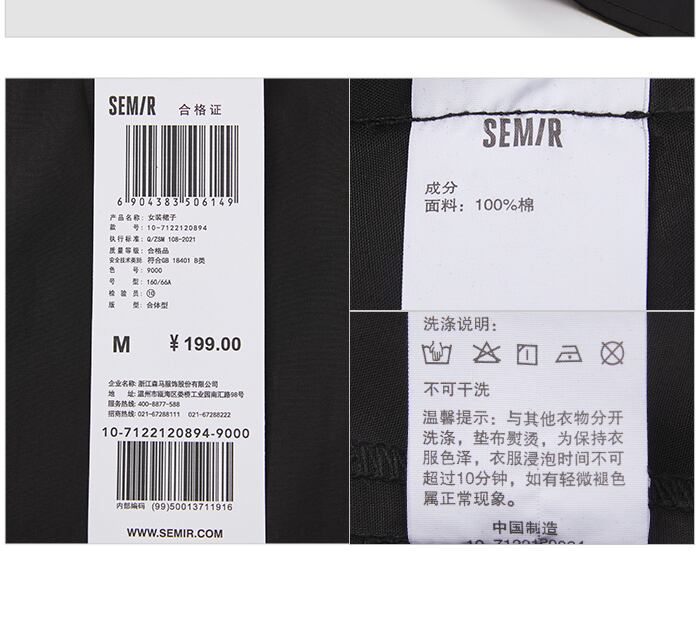 SEMIR 合格证
6 904383 506149
产品名称: 女装裙子
款 号: 10-7122120894
执行标准: Q/ZSM 108-2021
质量等级: 合格品
安全技术类别: 符合GB 18401 B类
色 号: 9000
号 型: 160/66A
检 验 员: ⑩
版 型: 合体型
M ¥199.00
企业名称: 浙江森马服饰股份有限公司
地 址: 温州市瓯海区娄桥工业园南汇路98号
服务热线: 400-8877-588
招商热线: 021-67288111 021-67288222
10-7122120894-9000
内部编码 (99)50013711916
WWW.SEMIR.COM
SEMIR
成分
面料: 100%棉
洗涤说明:
不可干洗
温馨提示: 与其他衣物分开
洗涤, 垫布熨烫, 为保持衣
服色泽, 衣服浸泡时间不可
超过10分钟, 如有轻微褪色
属正常现象。
中国制造
10-7122120894